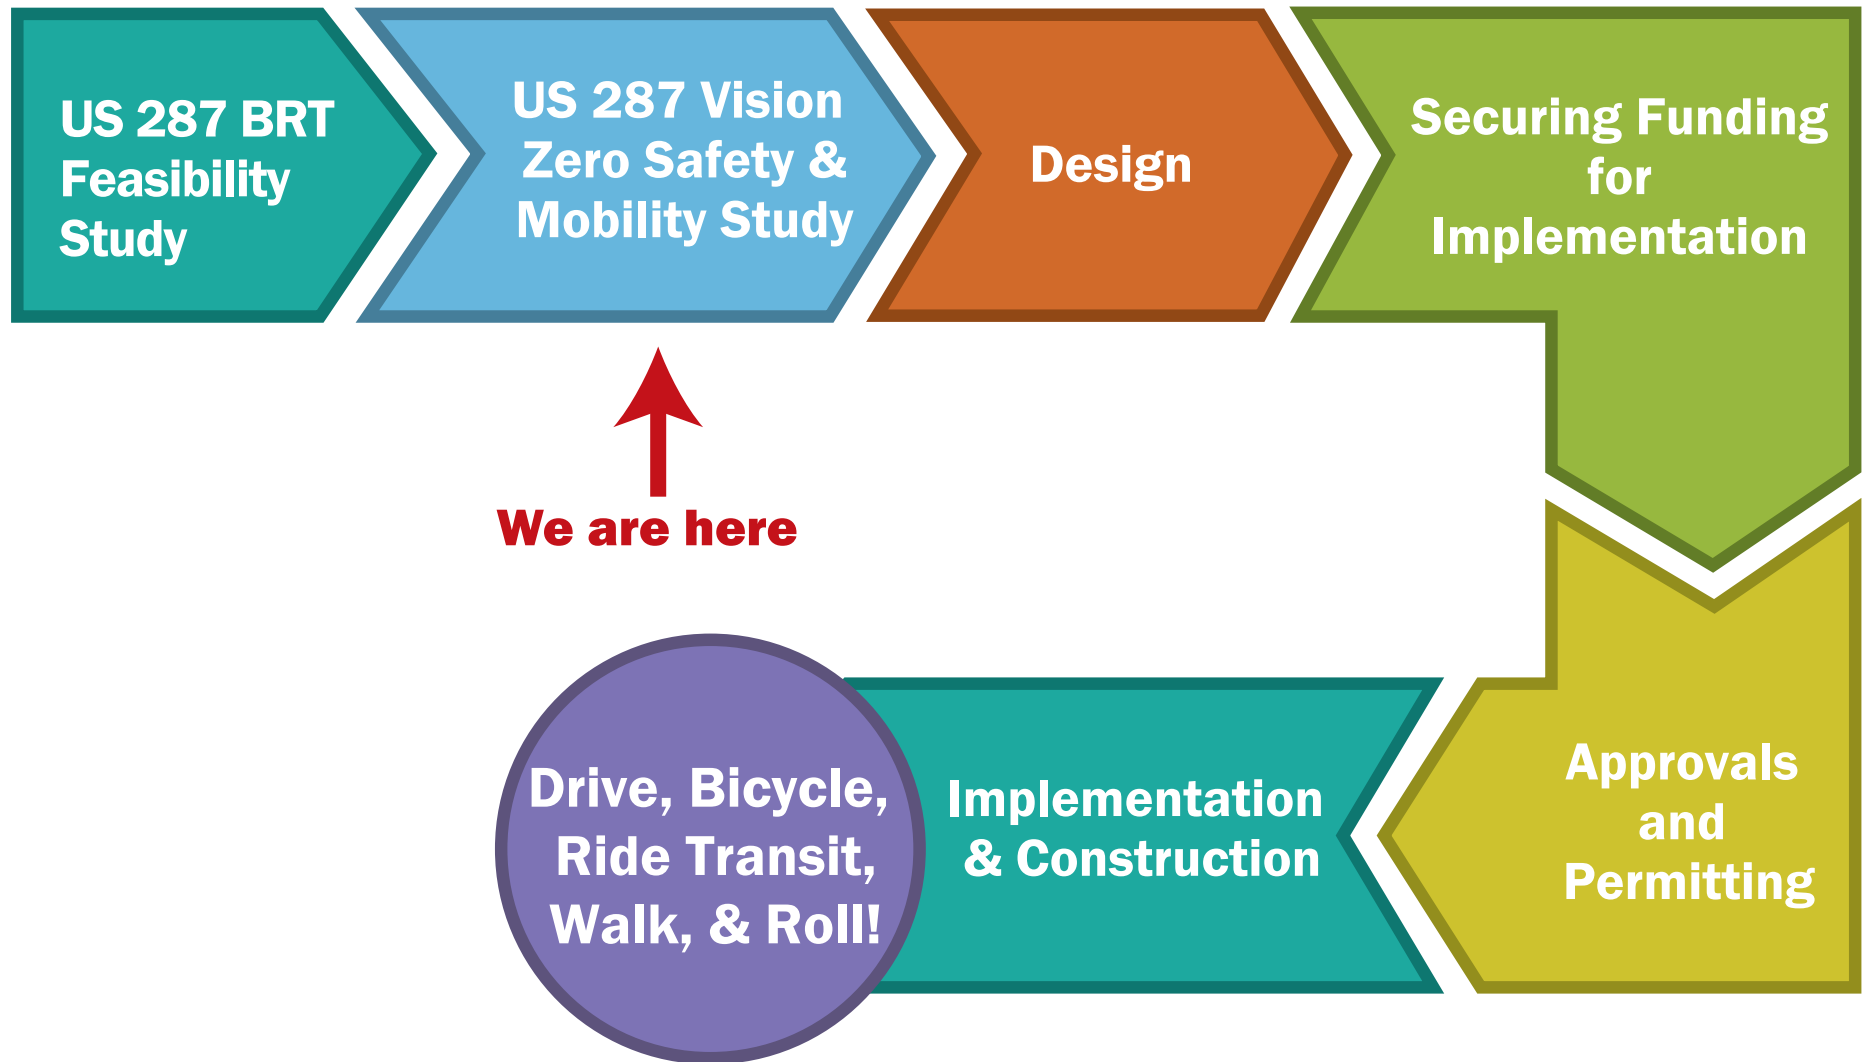 US 287 BRT
Feasibility
Study
US 287 Vision
Zero Safety &
Mobility Study
Design
Securing Funding
for
Implementation
We are here
Approvals
and
Permitting
Implementation
& Construction
Drive, Bicycle,
Ride Transit,
Walk, & Roll!